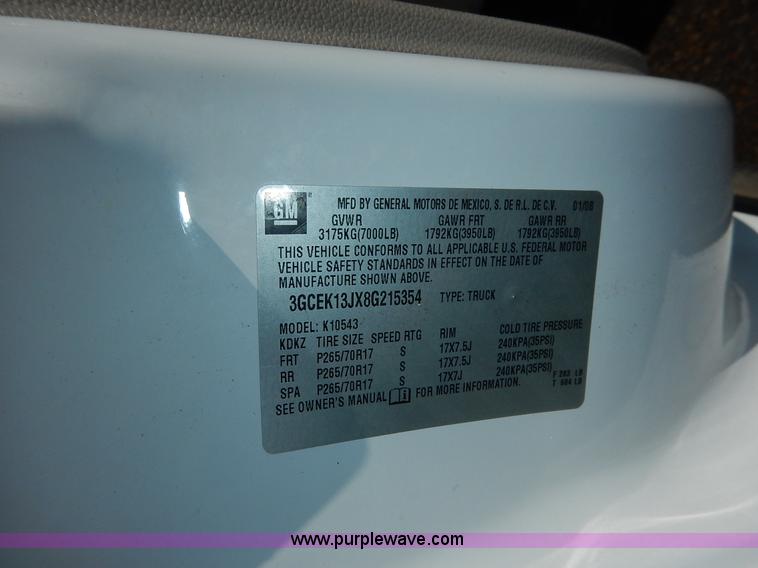 GM ® MFD BY GENERAL MOTORS DE MEXICO, S. DE R.L. DE C.V. 01/08
GVWR GAWR FRT GAWR RR
3175KG(7000LB) 1792KG(3950LB) 1792KG(3950LB)
THIS VEHICLE CONFORMS TO ALL APPLICABLE U.S. FEDERAL MOTOR
VEHICLE SAFETY STANDARDS IN EFFECT ON THE DATE OF
MANUFACTURE SHOWN ABOVE.
3GCEK13JX8G215354 TYPE: TRUCK
MODEL: K10543
KDKZ TIRE SIZE SPEED RTG RIM COLD TIRE PRESSURE
FRT P265/70R17 S 17X7.5J 240KPA(35PSI)
RR P265/70R17 S 17X7.5J 240KPA(35PSI)
SPA P265/70R17 S 17X7J 240KPA(35PSI)
F 283 LB
T 604 LB
SEE OWNER'S MANUAL FOR MORE INFORMATION.
www.purplewave.com